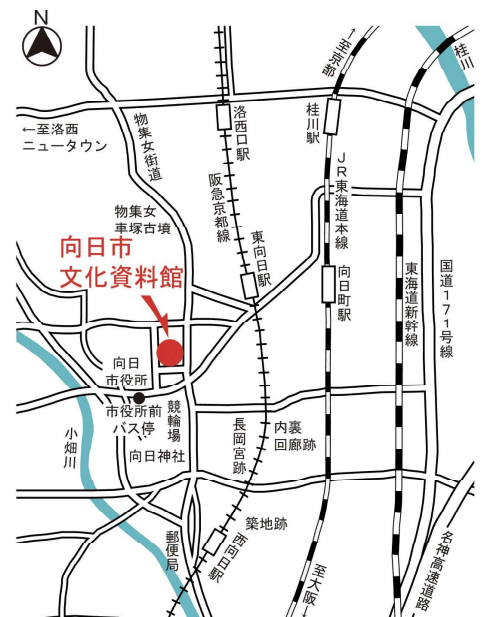 N
←至京都
桂川
←至洛西
ニュータウン
物集女街道
洛西口駅
桂川駅
阪急京都線
JR東海道本線
物集女
車塚古墳
向日市
文化資料館
東向日駅
向日町駅
東海道新幹線
国道171号線
向日
市役所
市役所前
バス停
競輪場
小畑川
向日神社
長岡宮跡
内裏
回廊跡
築地跡
郵便局
西向日駅
至大阪→
名神高速道路